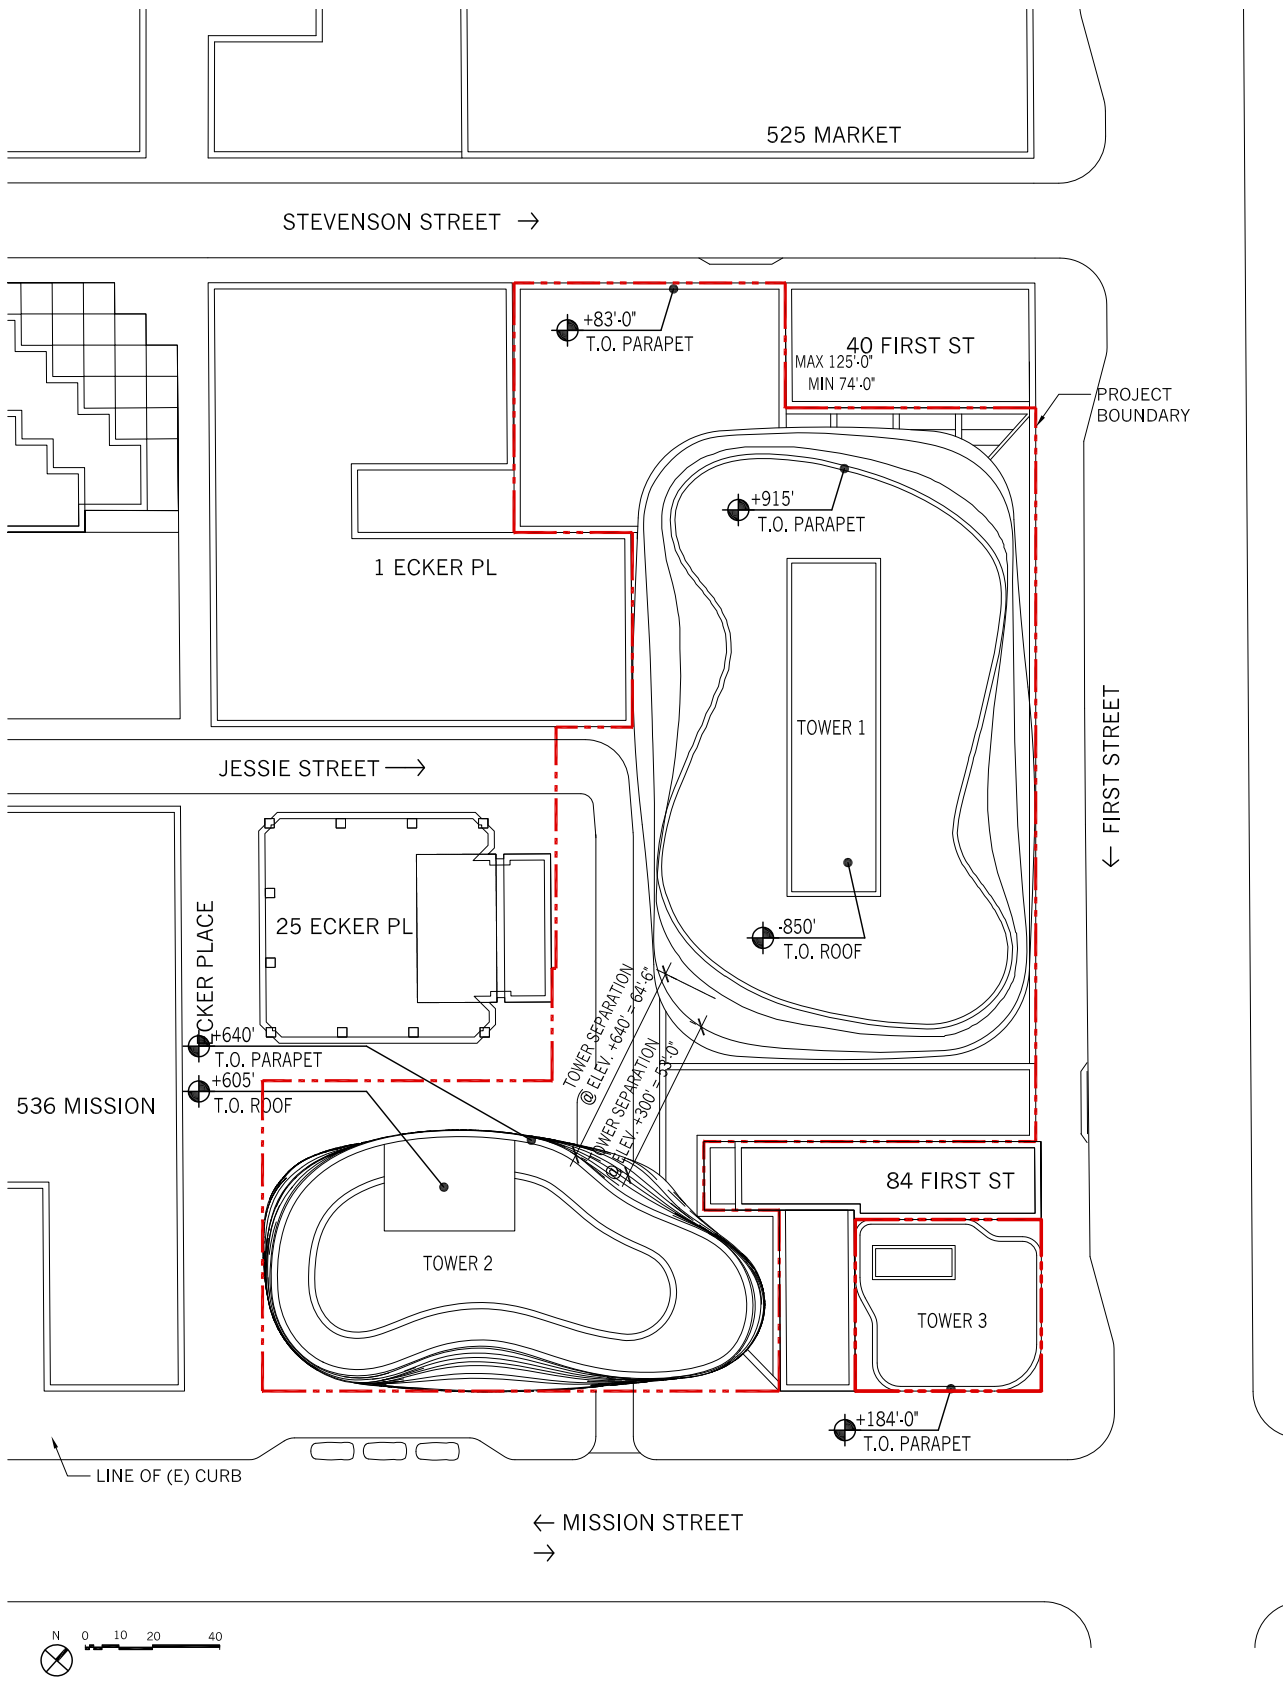 525 MARKET
STEVENSON STREET →
+83'-0"
T.O. PARAPET
40 FIRST ST
MAX 125'-0"
MIN 74'-0"
PROJECT
BOUNDARY
+915'
T.O. PARAPET
1 ECKER PL
TOWER 1
JESSIE STREET →
← FIRST STREET
25 ECKER PL
CKER PLACE
-850'
T.O. ROOF
TOWER SEPARATION
@ ELEV. +640' = 64'-6"
TOWER SEPARATION
@ ELEV. +300' = 53'-0"
+640'
T.O. PARAPET
+605'
T.O. ROOF
536 MISSION
84 FIRST ST
TOWER 2
TOWER 3
+184'-0"
T.O. PARAPET
LINE OF (E) CURB
← MISSION STREET
→
N 0 10 20 40